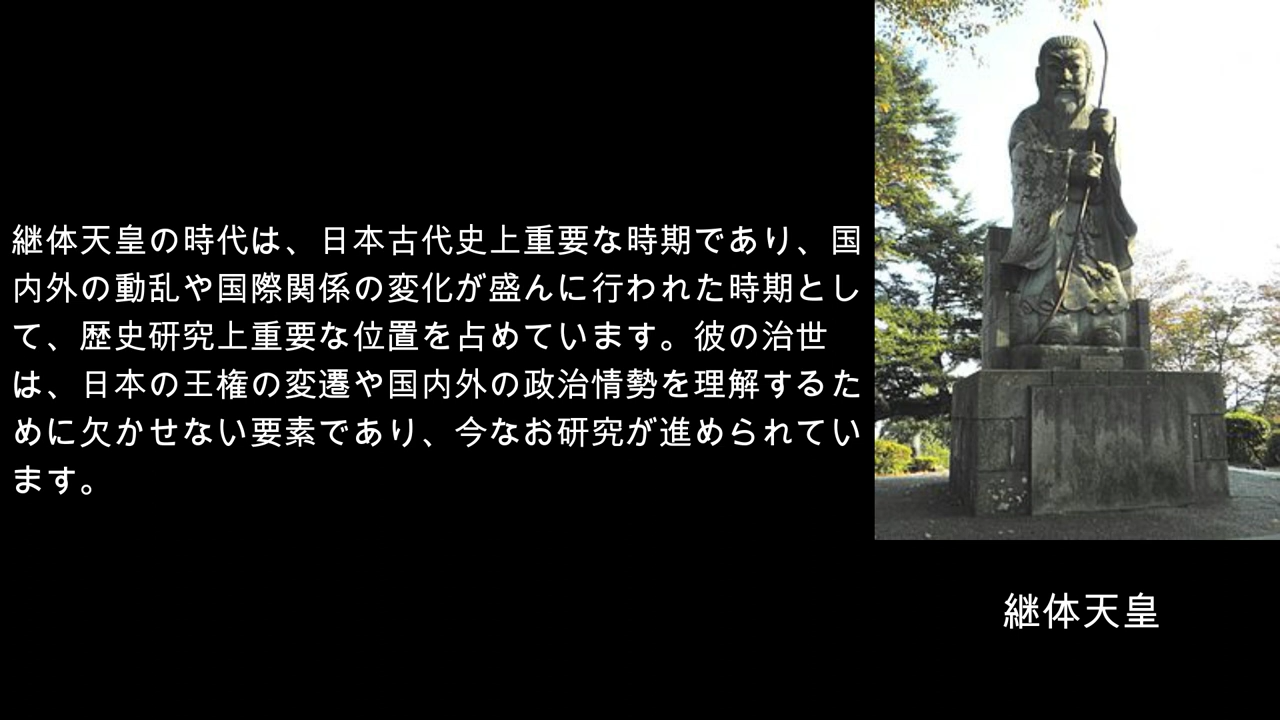 継体天皇の時代は、日本古代史上重要な時期であり、国
内外の動乱や国際関係の変化が盛んに行われた時期とし
て、歴史研究上重要な位置を占めています。彼の治世
は、日本の王権の変遷や国内外の政治情勢を理解するた
めに欠かせない要素であり、今なお研究が進められてい
ます。
継体天皇